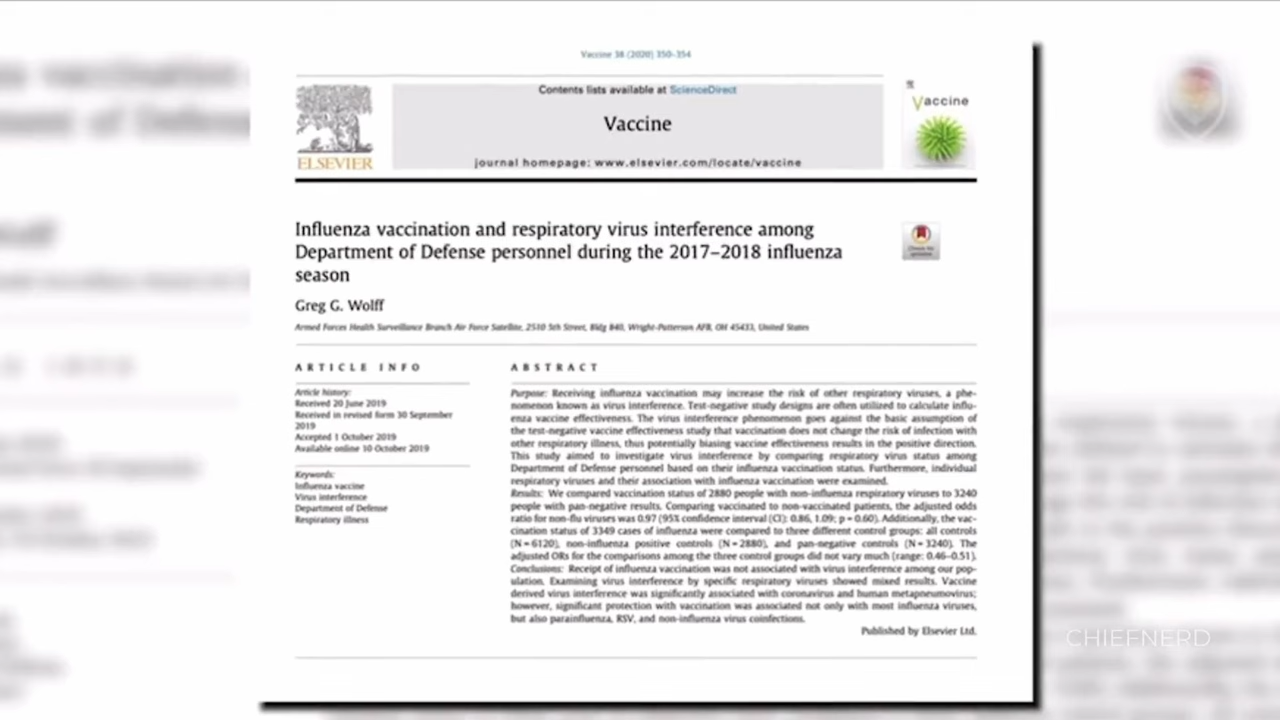 Vaccine 38 (2020) 350–354
Contents lists available at ScienceDirect
Vaccine
journal homepage: www.elsevier.com/locate/vaccine
ELSEVIER
Vaccine
Influenza vaccination and respiratory virus interference among
Department of Defense personnel during the 2017–2018 influenza
season
Greg G. Wolff
Armed Forces Health Surveillance Branch Air Force Satellite, 2510 5th Street, Bldg 840, Wright-Patterson AFB, OH 45433, United States
ARTICLE INFO
Article history:
Received 20 June 2019
Received in revised form 30 September
2019
Accepted 1 October 2019
Available online 10 October 2019
Keywords:
Influenza vaccine
Virus interference
Department of Defense
Respiratory illness
ABSTRACT
Purpose: Receiving influenza vaccination may increase the risk of other respiratory viruses, a phe-
nomenon known as virus interference. Test-negative study designs are often utilized to calculate influ-
enza vaccine effectiveness. The virus interference phenomenon goes against the basic assumption of
the test-negative vaccine effectiveness study that vaccination does not change the risk of infection with
other respiratory illness, thus potentially biasing vaccine effectiveness results in the positive direction.
This study aimed to investigate virus interference by comparing respiratory virus status among
Department of Defense personnel based on their influenza vaccination status. Furthermore, individual
respiratory viruses and their association with influenza vaccination were examined.
Results: We compared vaccination status of 2880 people with non-influenza respiratory viruses to 3240
people with pan-negative results. Comparing vaccinated to non-vaccinated patients, the adjusted odds
ratio for non-flu viruses was 0.97 (95% confidence interval (CI): 0.86, 1.09; p = 0.60). Additionally, the vac-
cination status of 3349 cases of influenza were compared to three different control groups: all controls
(N = 6120), non-influenza positive controls (N = 2880), and pan-negative controls (N = 3240). The
adjusted ORs for the comparisons among the three control groups did not vary much (range: 0.46–0.51).
Conclusions: Receipt of influenza vaccination was not associated with virus interference among our pop-
ulation. Examining virus interference by specific respiratory viruses showed mixed results. Vaccine
derived virus interference was significantly associated with coronavirus and human metapneumovirus;
however, significant protection with vaccination was associated not only with most influenza viruses,
but also parainfluenza, RSV, and non-influenza virus coinfections.
Published by Elsevier Ltd.
CHIEFNERD